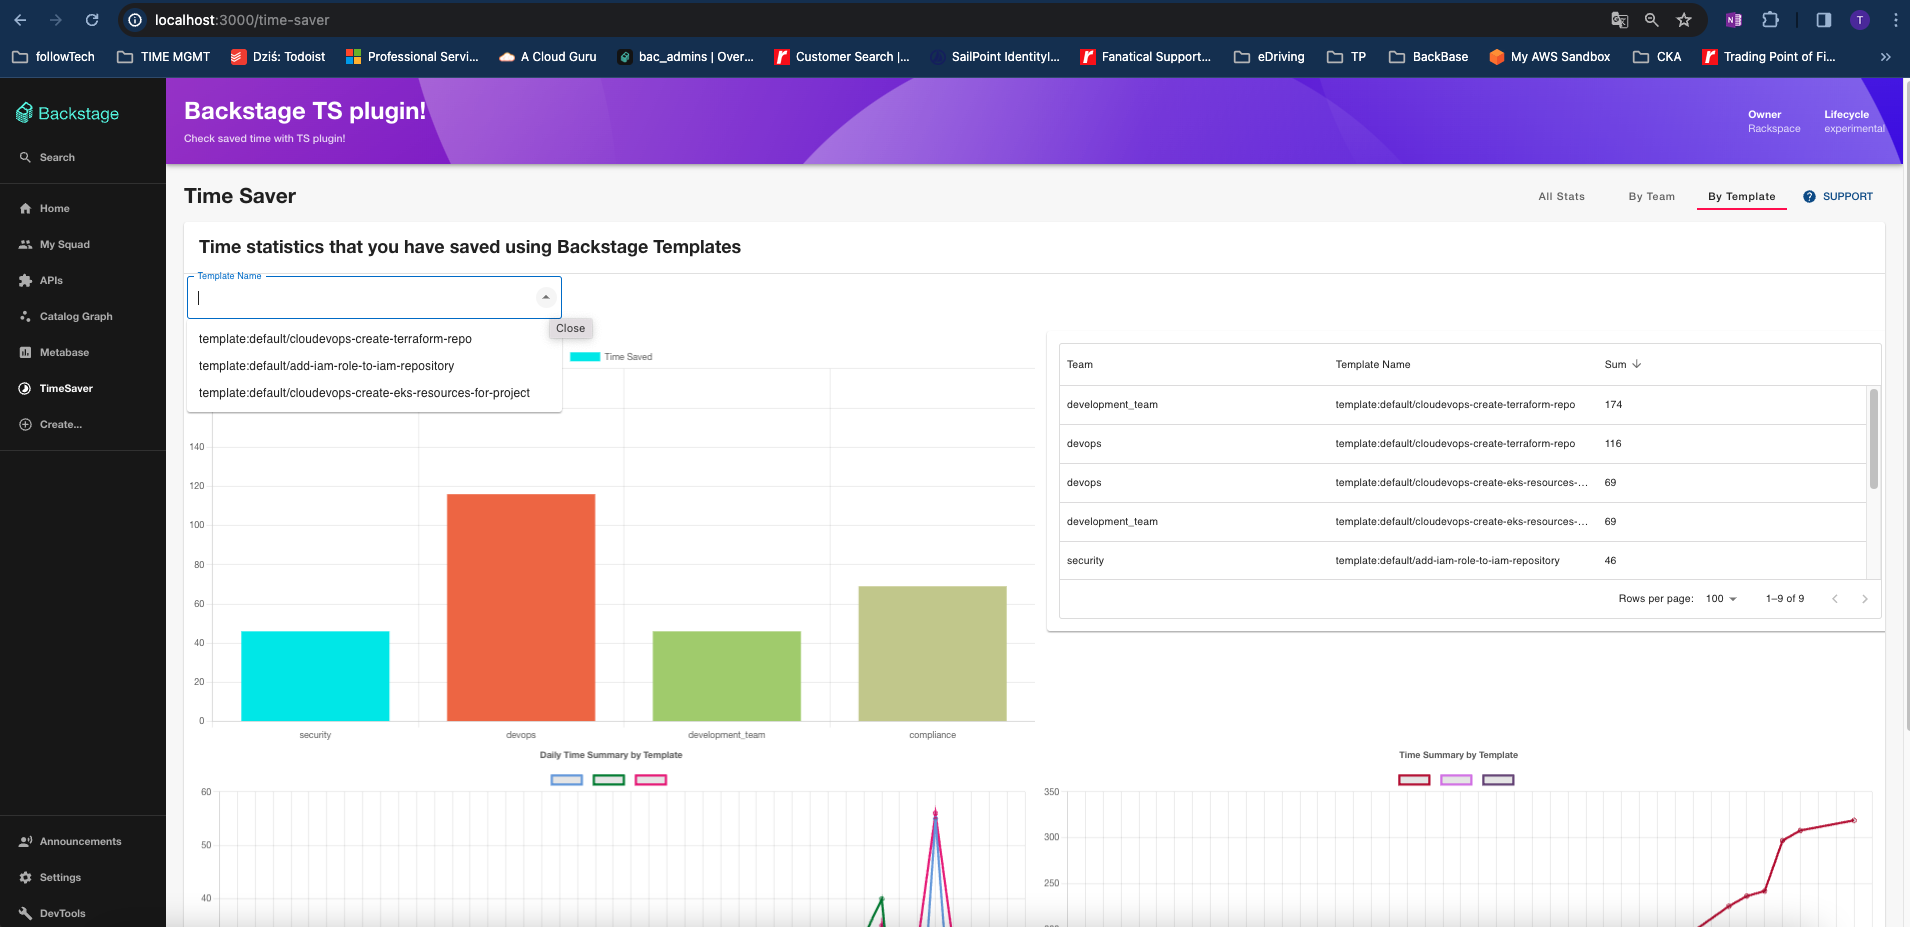 localhost:3000/time-saver
followTech TIME MGMT Dziś: Todoist Professional Servi... A Cloud Guru bac_admins | Over... Customer Search |... SailPoint IdentityI... Fanatical Support... eDriving TP BackBase My AWS Sandbox CKA Trading Point of Fi... »
Backstage
Search
Home
My Squad
APIs
Catalog Graph
Metabase
TimeSaver
Create...
Announcements
Settings
DevTools
Backstage TS plugin!
Check saved time with TS plugin!
Owner
Rackspace
Lifecycle
experimental
Time Saver
All Stats By Team By Template SUPPORT
Time statistics that you have saved using Backstage Templates
Template Name
Close
template:default/cloudevops-create-terraform-repo
template:default/add-iam-role-to-iam-repository
template:default/cloudevops-create-eks-resources-for-project
Time Saved
140
120
100
80
60
40
20
0
security devops development_team compliance
Team Template Name Sum
development_team template:default/cloudevops-create-terraform-repo 174
devops template:default/cloudevops-create-terraform-repo 116
devops template:default/cloudevops-create-eks-resources-... 69
development_team template:default/cloudevops-create-eks-resources-... 69
security template:default/add-iam-role-to-iam-repository 46
Rows per page: 100 1–9 of 9
Daily Time Summary by Template
60
50
40
Time Summary by Template
350
300
250